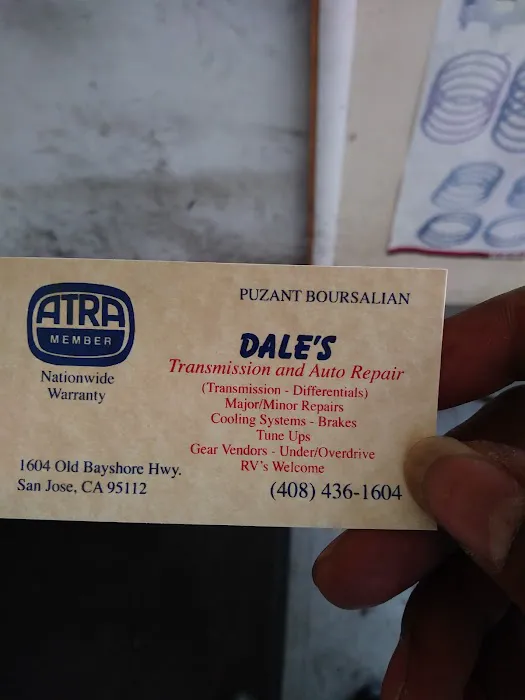 ATRA
MEMBER
Nationwide
Warranty
PUZANT BOURSALIAN
DALE'S
Transmission and Auto Repair
(Transmission - Differentials)
Major/Minor Repairs
Cooling Systems - Brakes
Tune Ups
Gear Vendors - Under/Overdrive
RV's Welcome
1604 Old Bayshore Hwy.
San Jose, CA 95112
(408) 436-1604